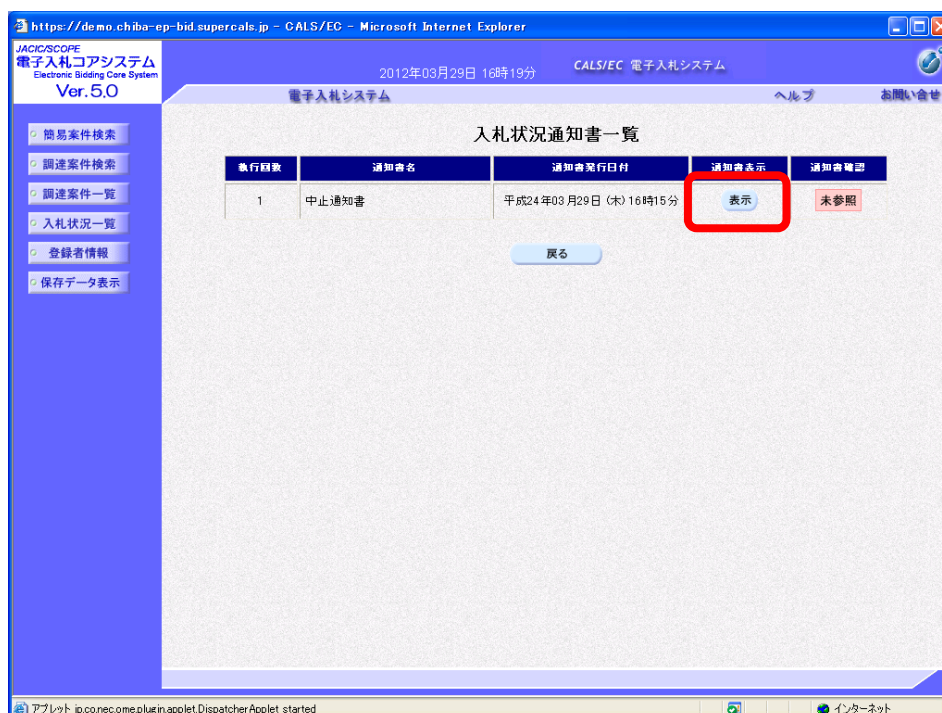 https://demo.chiba-ep-bid.supercals.jp - CALS/EC - Microsoft Internet Explorer
JACIC/SCOPE
電子入札コアシステム
Electronic Bidding Core System
Ver.5.0
2012年03月29日 16時19分
CALS/EC 電子入札システム
電子入札システム
ヘルプ
お問い合せ
簡易案件検索
調達案件検索
調達案件一覧
入札状況一覧
登録者情報
保存データ表示
入札状況通知書一覧
執行回数 通知書名 通知書発行日付 通知書表示 通知書確認
1 中止通知書 平成24年03月29日 (木) 16時15分 表示 未参照
戻る
アプレット jp.co.nec.ome.plugin.applet.DispatcherApplet started
インターネット